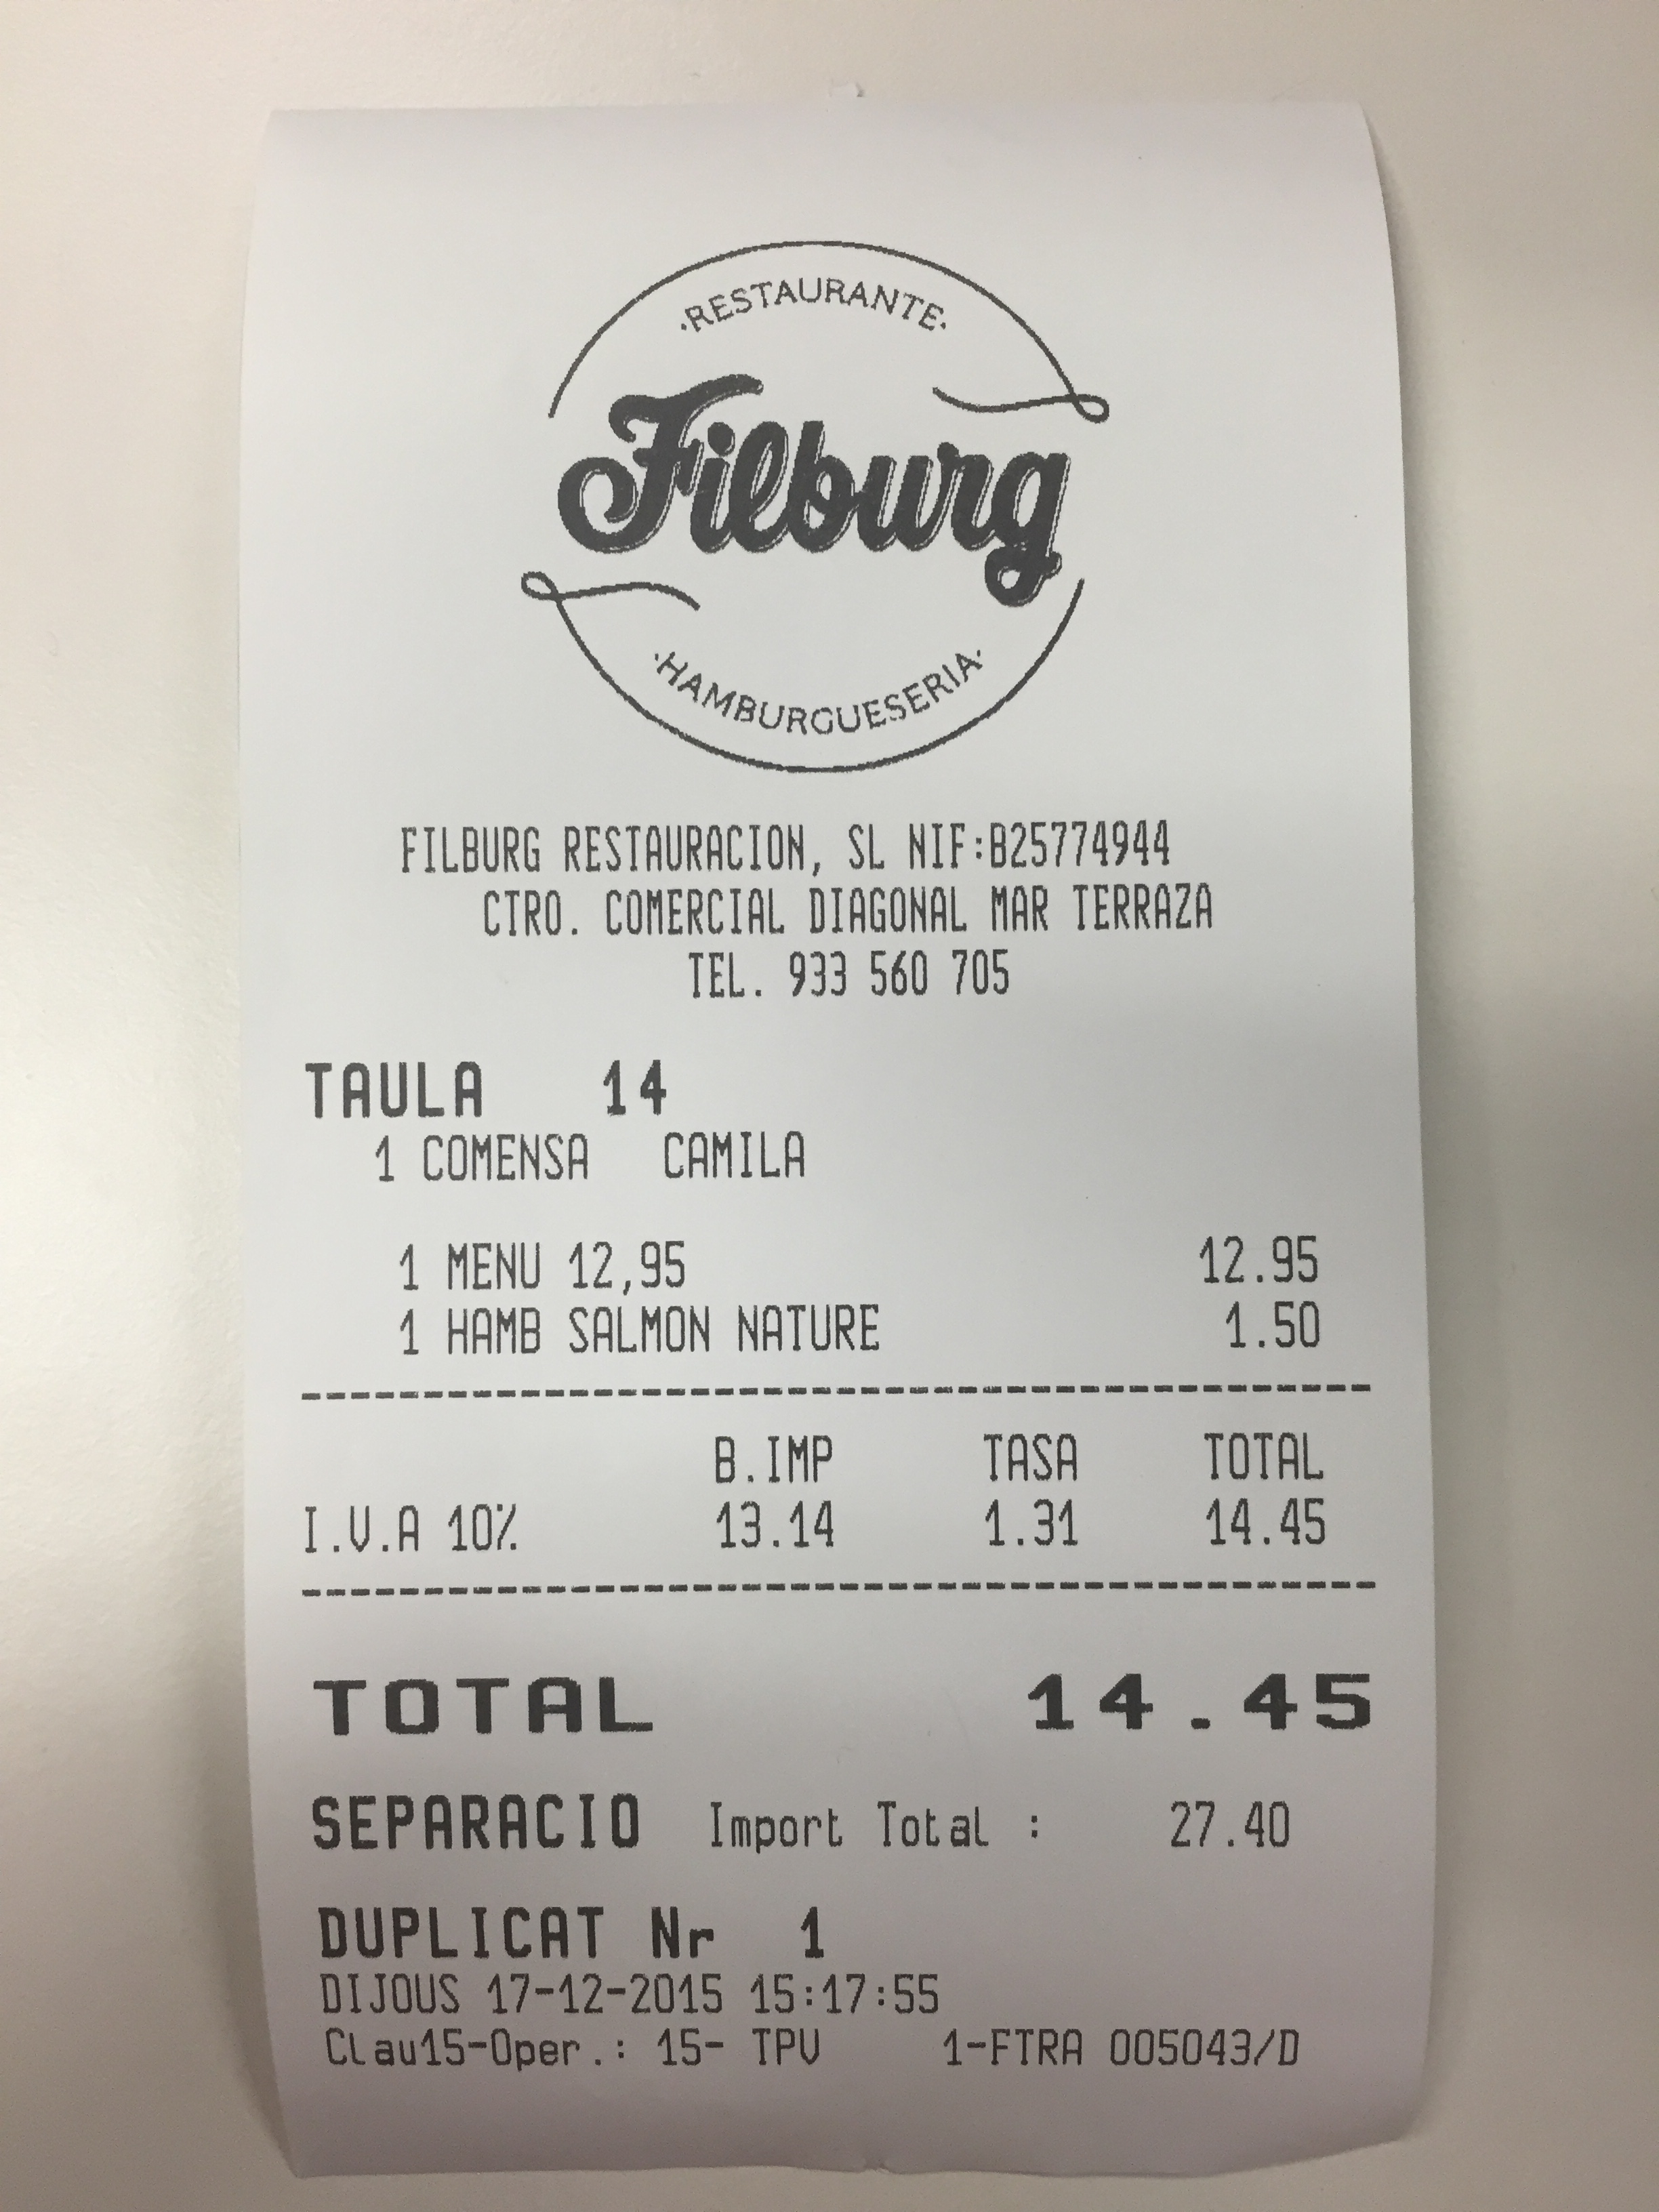 ·RESTAURANTE·
Filburg
·HAMBURGUESERIA·
FILBURG RESTAURACION, SL NIF:B25774944
CTRO. COMERCIAL DIAGONAL MAR TERRAZA
TEL. 933 560 705
TAULA 14
1 COMENSA CAMILA
1 MENU 12,95 12.95
1 HAMB SALMON NATURE 1.50
B.IMP TASA TOTAL
I.V.A 10% 13.14 1.31 14.45
TOTAL 14.45
SEPARACIO Import Total : 27.40
DUPLICAT Nr 1
DIJOUS 17-12-2015 15:17:55
Clau15-Oper.: 15- TPV 1-FTRA 005043/D